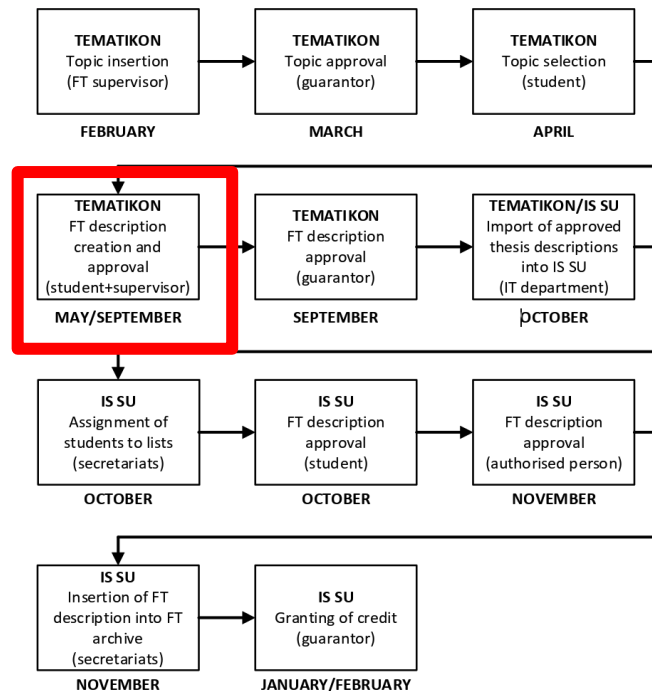 TEMATIKON
Topic insertion
(FT supervisor)
FEBRUARY
TEMATIKON
Topic approval
(guarantor)
MARCH
TEMATIKON
Topic selection
(student)
APRIL
TEMATIKON
FT description
creation and
approval
(student+supervisor)
MAY/SEPTEMBER
TEMATIKON
FT description
approval
(guarantor)
SEPTEMBER
TEMATIKON/IS SU
Import of approved
thesis descriptions
into IS SU
(IT department)
OCTOBER
IS SU
Assignment of
students to lists
(secretariats)
OCTOBER
IS SU
FT description
approval
(student)
OCTOBER
IS SU
FT description
approval
(authorised person)
NOVEMBER
IS SU
Insertion of FT
description into FT
archive
(secretariats)
NOVEMBER
IS SU
Granting of credit
(guarantor)
JANUARY/FEBRUARY